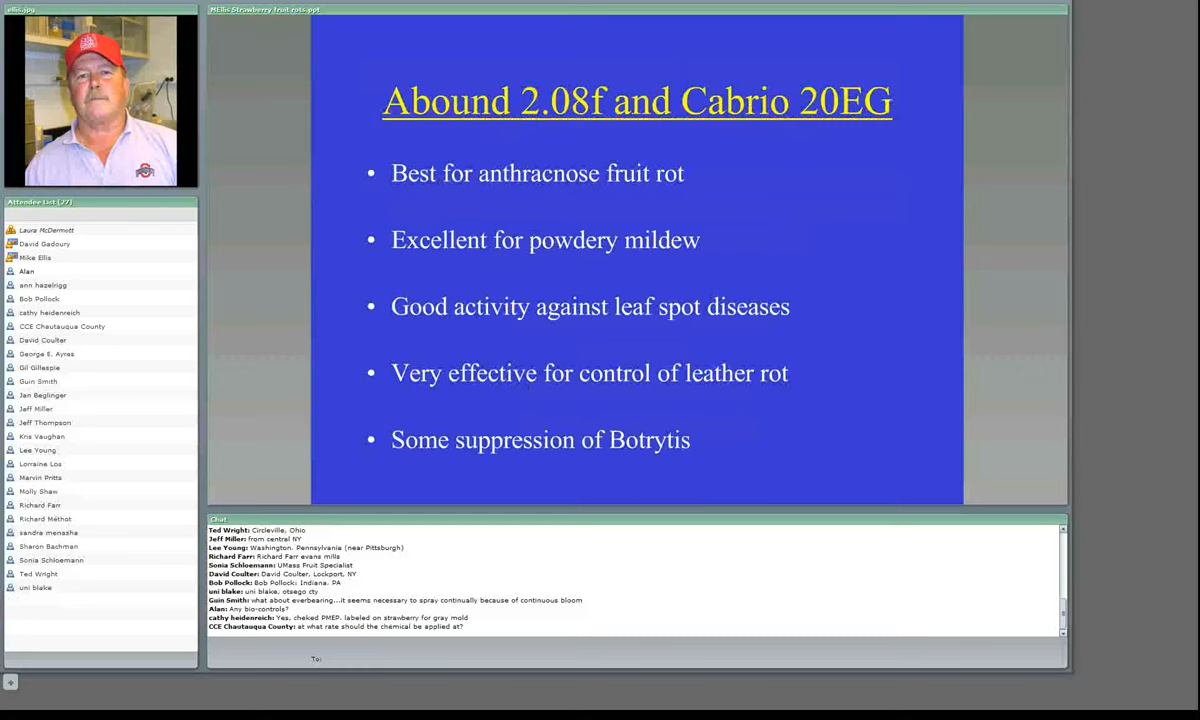 ellis.jpg
MEllis Strawberry fruit rots.ppt
Abound 2.08f and Cabrio 20EG
• Best for anthracnose fruit rot
• Excellent for powdery mildew
• Good activity against leaf spot diseases
• Very effective for control of leather rot
• Some suppression of Botrytis
Attendee List (27)
Laura McDermott
David Gadoury
Mike Ellis
Alan
ann hazelrigg
Bob Pollock
cathy heidenreich
CCE Chautauqua County
David Coulter
George E. Ayres
Gil Gillespie
Guin Smith
Jan Beglinger
Jeff Miller
Jeff Thompson
Kris Vaughan
Lee Young
Lorraine Los
Marvin Pritts
Molly Shaw
Richard Farr
Richard Méthot
sandra menasha
Sharon Bachman
Sonia Schloemann
Ted Wright
uni blake
Chat
Ted Wright: Circleville, Ohio
Jeff Miller: from central NY
Lee Young: Washington. Pennsylvania (near Pittsburgh)
Richard Farr: Richard Farr evans mills
Sonia Schloemann: UMass Fruit Specialist
David Coulter: David Coulter, Lockport, NY
Bob Pollock: Bob Pollock: Indiana, PA
uni blake: uni blake, otsego cty
Guin Smith: what about everbearing...it seems necessary to spray continually because of continuous bloom
Alan: Any bio-controls?
cathy heidenreich: Yes, cheked PMEP. labeled on strawberry for gray mold
CCE Chautauqua County: at what rate should the chemical be applied at?
To: